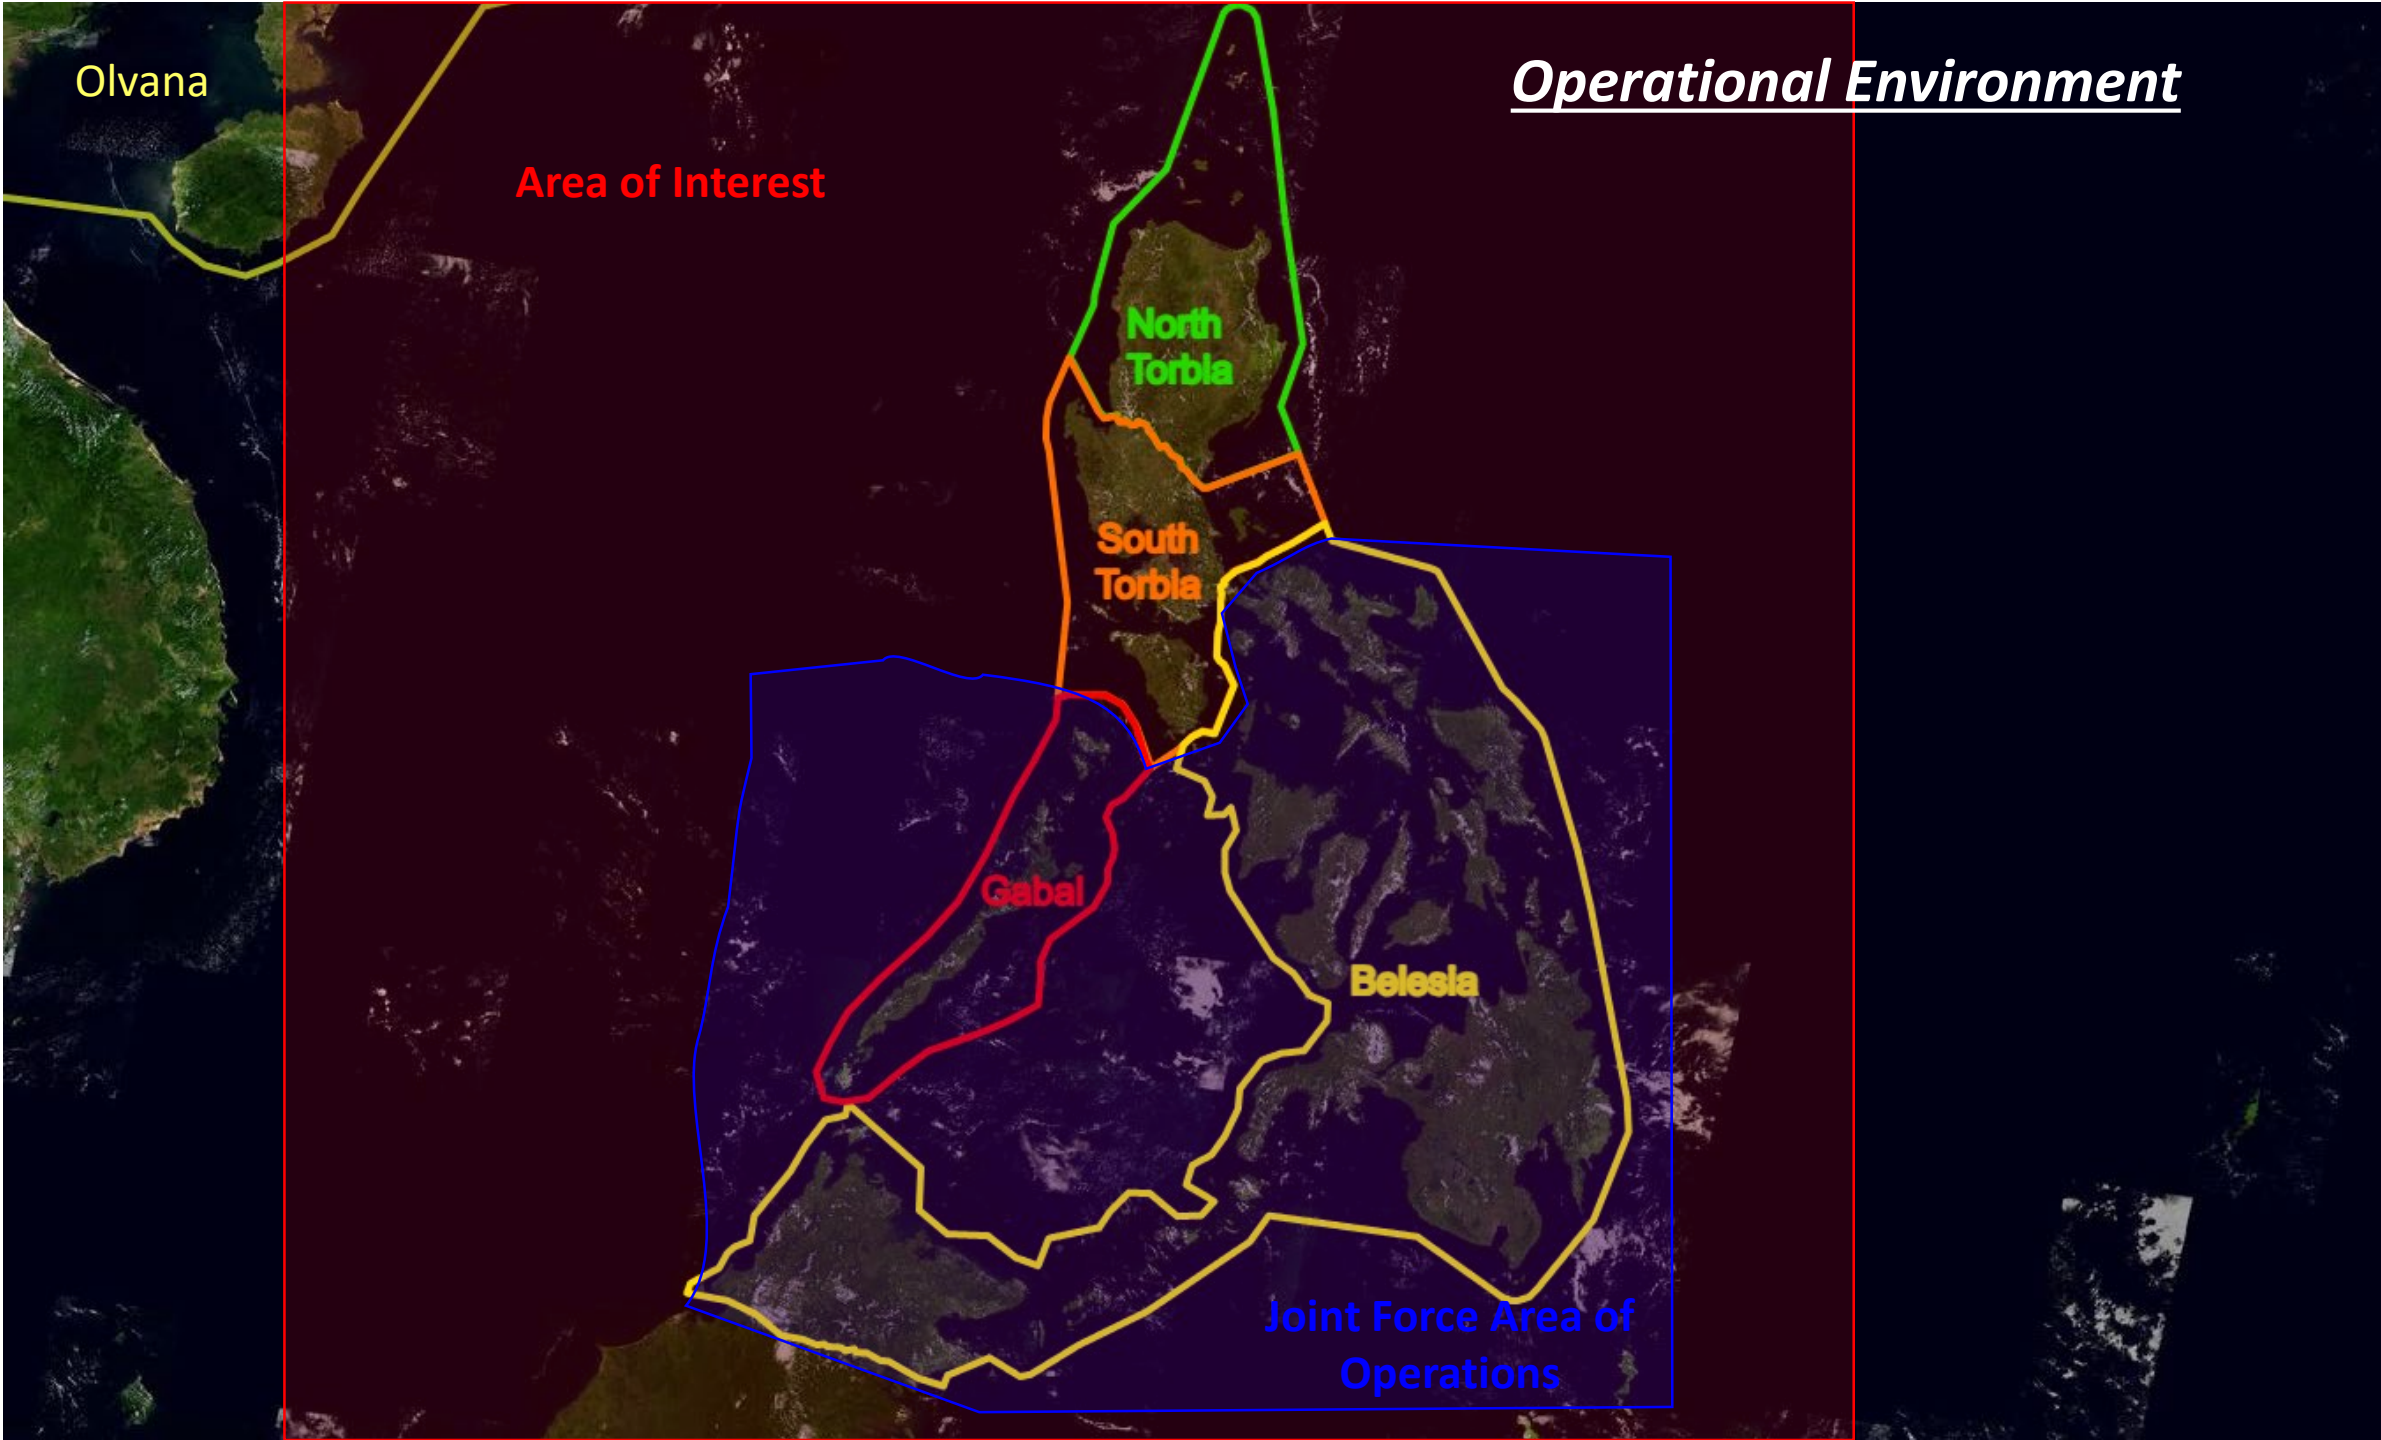 Olvana
Operational Environment
Area of Interest
North
Torbia
South
Torbia
Gabal
Belesia
Joint Force Area of
Operations